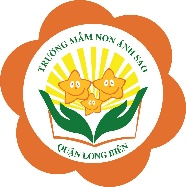 TRƯỜNG MẦM NON ÁNH SAO
QUẬN LONG BIÊN